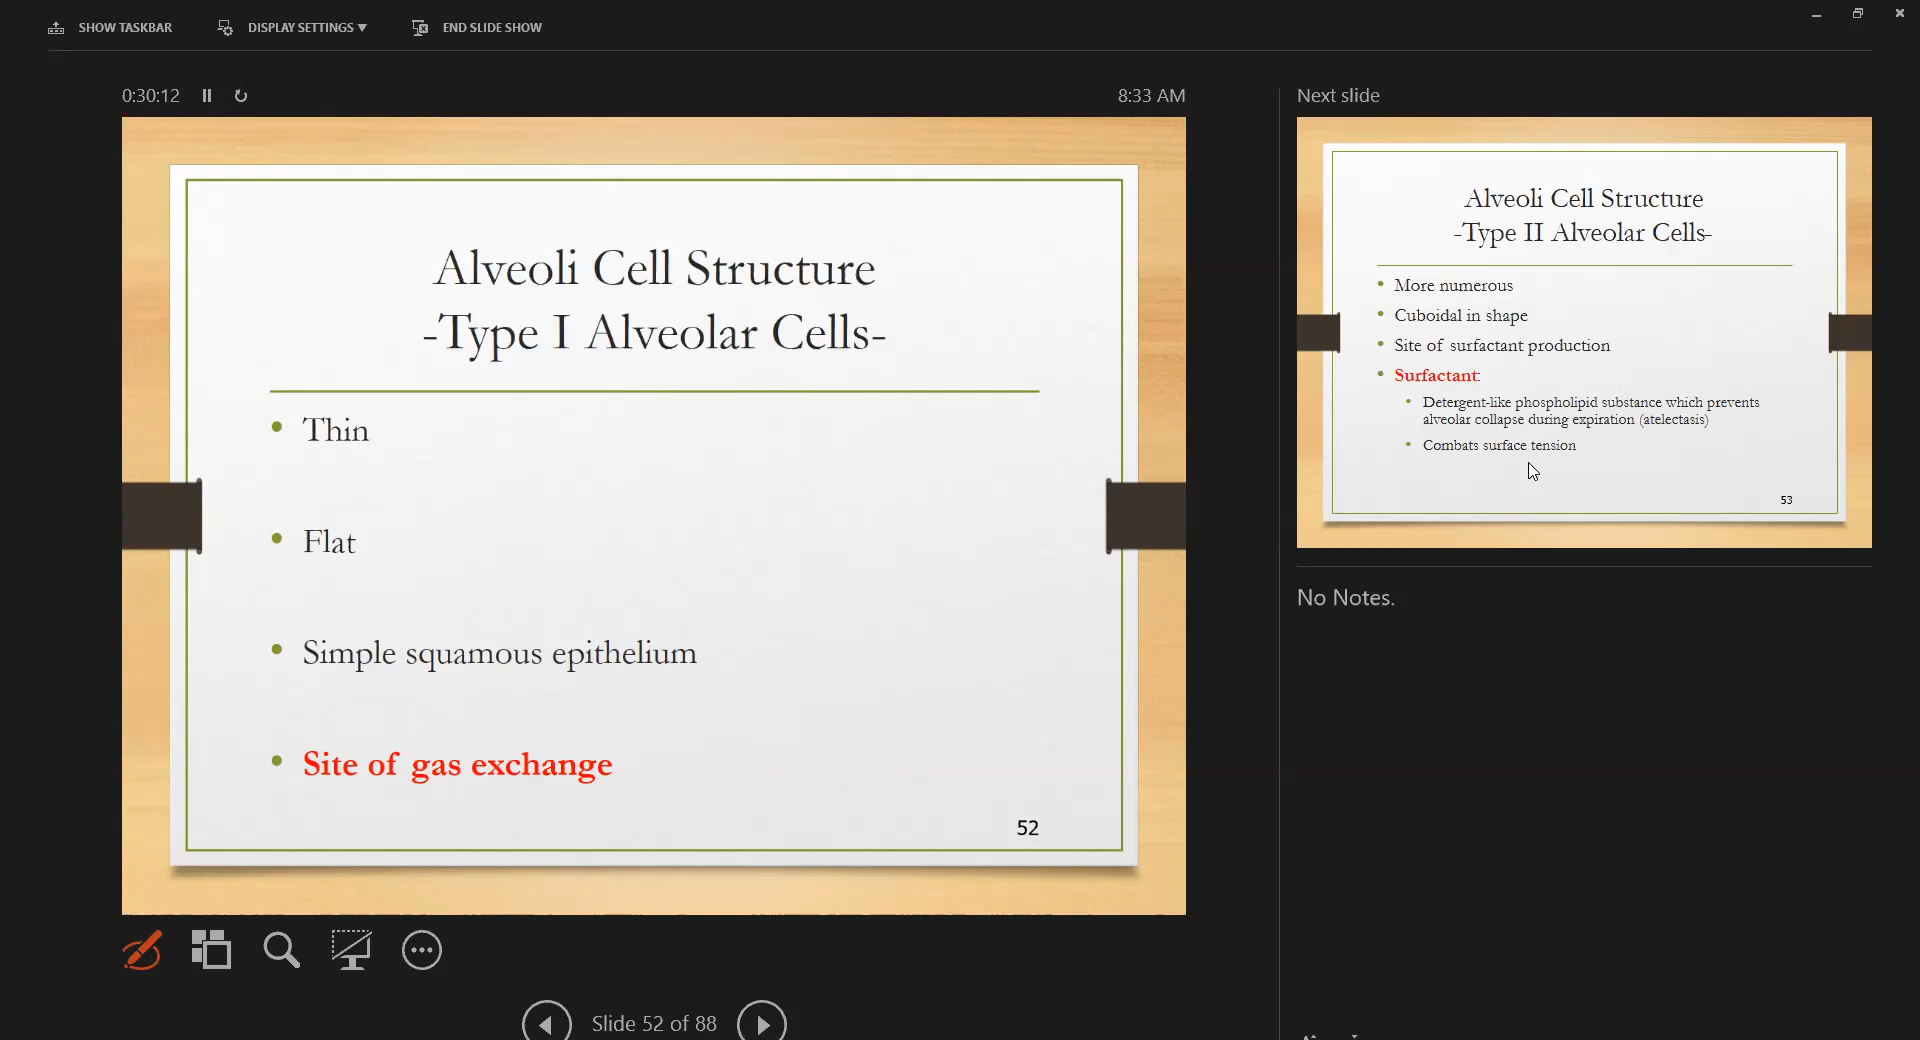 SHOW TASKBAR
DISPLAY SETTINGS
END SLIDE SHOW
0:30:12
8:33 AM
Alveoli Cell Structure
-Type I Alveolar Cells-
• Thin
• Flat
• Simple squamous epithelium
• Site of gas exchange
52
Slide 52 of 88
Next slide
Alveoli Cell Structure
-Type II Alveolar Cells-
• More numerous
• Cuboidal in shape
• Site of surfactant production
• Surfactant:
• Detergent-like phospholipid substance which prevents
alveolar collapse during expiration (atelectasis)
• Combats surface tension
53
No Notes.